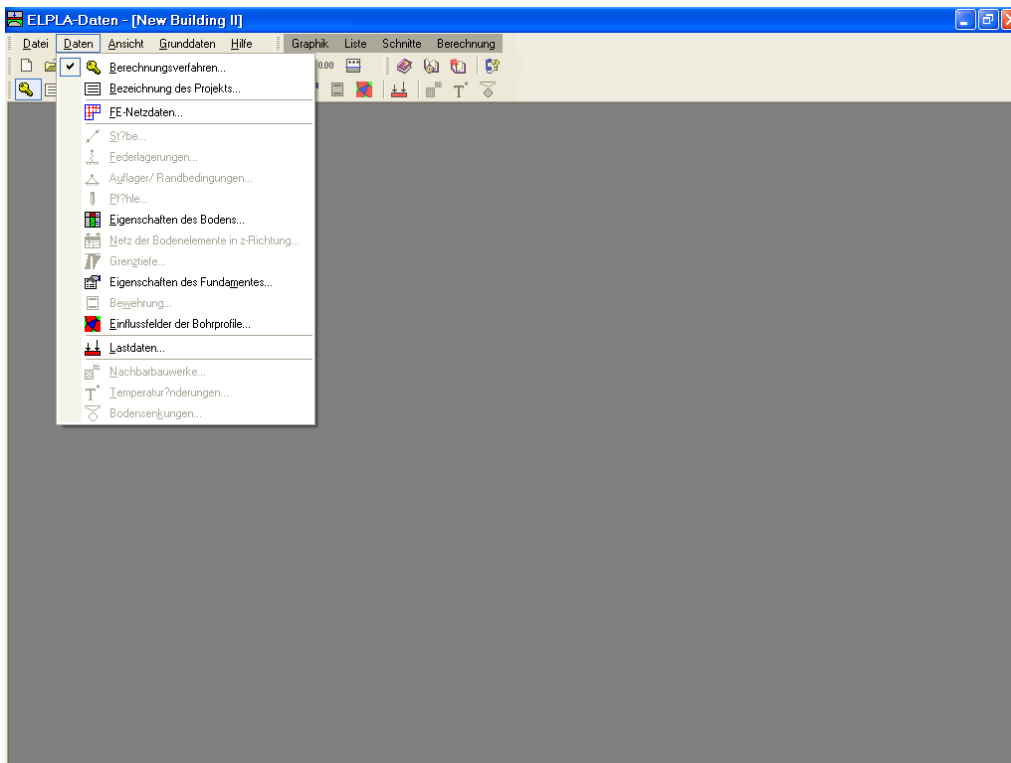 ELPLA-Daten - [New Building II]
Datei Daten Ansicht Grunddaten Hilfe Graphik Liste Schnitte Berechnung
0.00
Berechnungsverfahren...
Bezeichnung des Projekts...
FE-Netzdaten...
St?be...
Federlagerungen...
Auflager/ Randbedingungen...
Pf?hle...
Eigenschaften des Bodens...
Netz der Bodenelemente in z-Richtung...
Grenztiefe...
Eigenschaften des Fundamentes...
Bewehrung...
Einflussfelder der Bohrprofile...
Lastdaten...
Nachbarbauwerke...
Temperatur?nderungen...
Bodensenkungen...